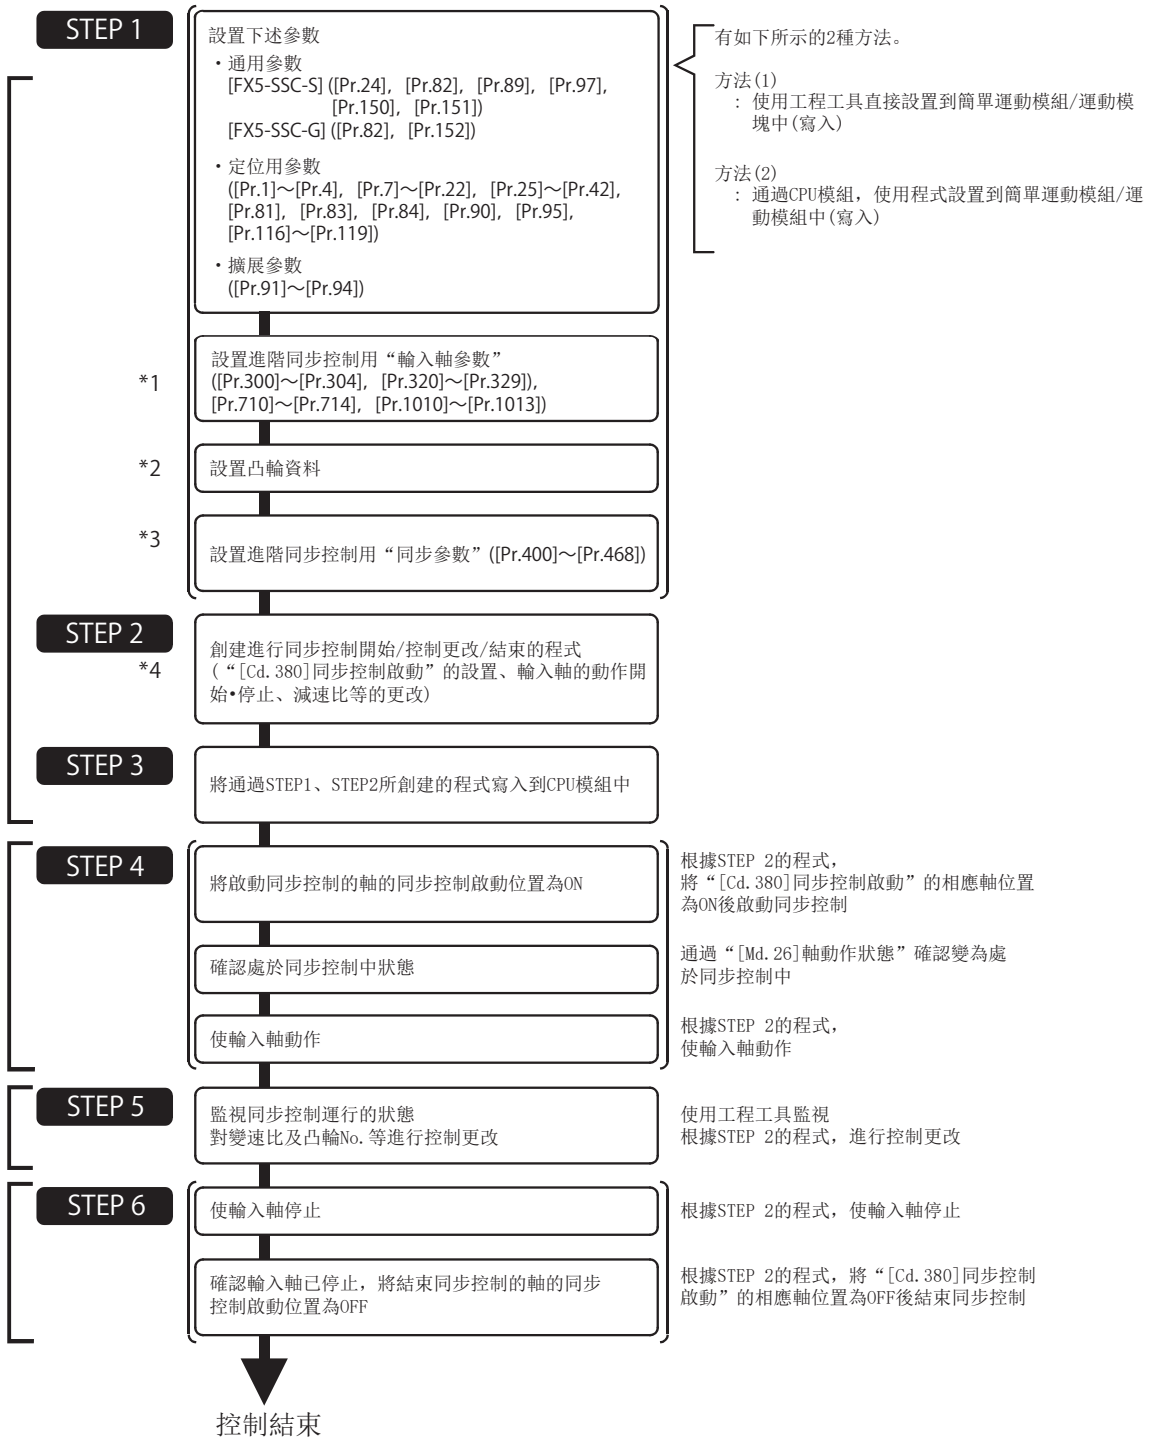 STEP 1
設置下述參數
・通用參數
[FX5-SSC-S] ([Pr.24], [Pr.82], [Pr.89], [Pr.97],
[Pr.150], [Pr.151])
[FX5-SSC-G] ([Pr.82], [Pr.152])
・定位用參數
([Pr.1]～[Pr.4], [Pr.7]～[Pr.22], [Pr.25]～[Pr.42],
[Pr.81], [Pr.83], [Pr.84], [Pr.90], [Pr.95],
[Pr.116]～[Pr.119])
・擴展參數
([Pr.91]～[Pr.94])
有如下所示的2種方法。
方法(1)
: 使用工程工具直接設置到簡單運動模組/運動模
塊中(寫入)
方法(2)
: 通過CPU模組，使用程式設置到簡單運動模組/運
動模組中(寫入)
*1
設置進階同步控制用“輸入軸參數”
([Pr.300]～[Pr.304], [Pr.320]～[Pr.329]),
[Pr.710]～[Pr.714], [Pr.1010]～[Pr.1013])
*2
設置凸輪資料
*3
設置進階同步控制用“同步參數”([Pr.400]～[Pr.468])
STEP 2
*4
創建進行同步控制開始/控制更改/結束的程式
(“[Cd.380]同步控制啟動”的設置、輸入軸的動作開
始•停止、減速比等的更改)
STEP 3
將通過STEP1、STEP2所創建的程式寫入到CPU模組中
STEP 4
將啟動同步控制的軸的同步控制啟動位置為ON
根據STEP 2的程式，
將“[Cd.380]同步控制啟動”的相應軸位置
為ON後啟動同步控制
確認處於同步控制中狀態
通過“[Md.26]軸動作狀態”確認變為處
於同步控制中
使輸入軸動作
根據STEP 2的程式，
使輸入軸動作
STEP 5
監視同步控制運行的狀態
對變速比及凸輪No.等進行控制更改
使用工程工具監視
根據STEP 2的程式，進行控制更改
STEP 6
使輸入軸停止
根據STEP 2的程式，使輸入軸停止
確認輸入軸已停止，將結束同步控制的軸的同步
控制啟動位置為OFF
根據STEP 2的程式，將“[Cd.380]同步控制
啟動”的相應軸位置為OFF後結束同步控制
控制結束